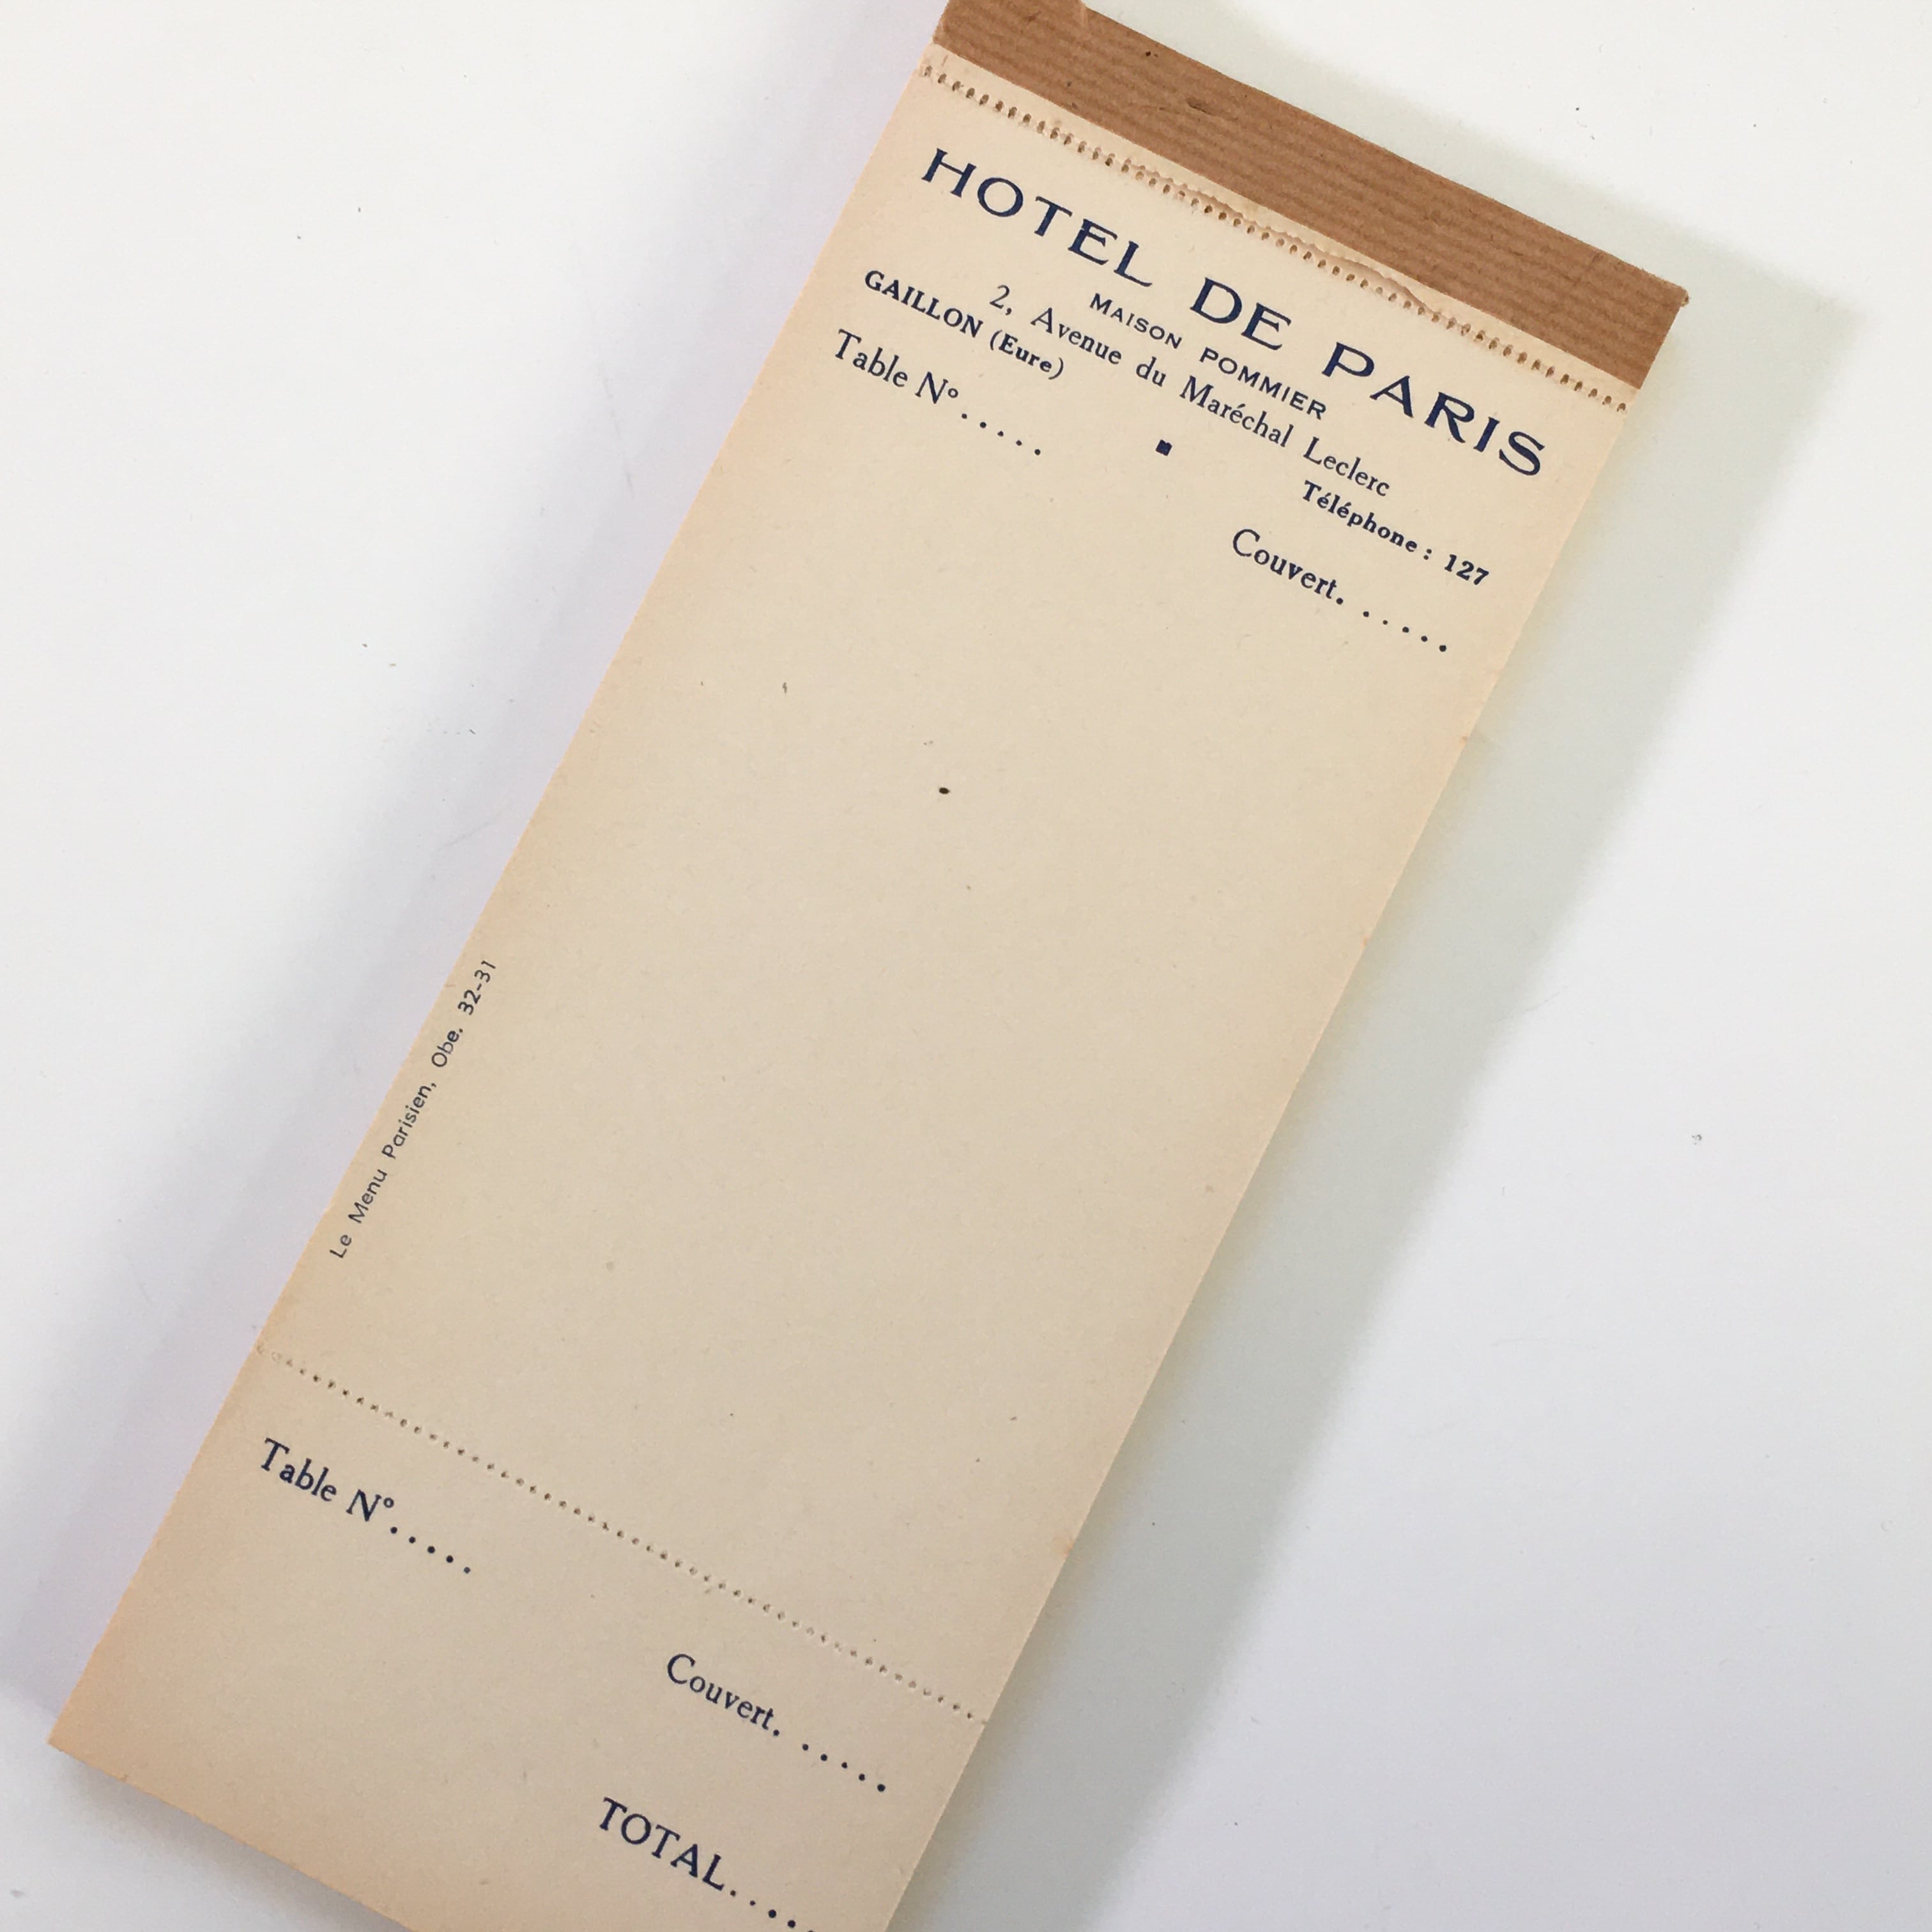 HOTEL DE PARIS
MAISON POMMIER
2, Avenue du Maréchal Leclerc
GAILLON (Eure) ■ Téléphone : 127
Table N°..... Couvert......
Le Menu Parisien, Obe. 32-31
Table N°..... Couvert......
TOTAL.....